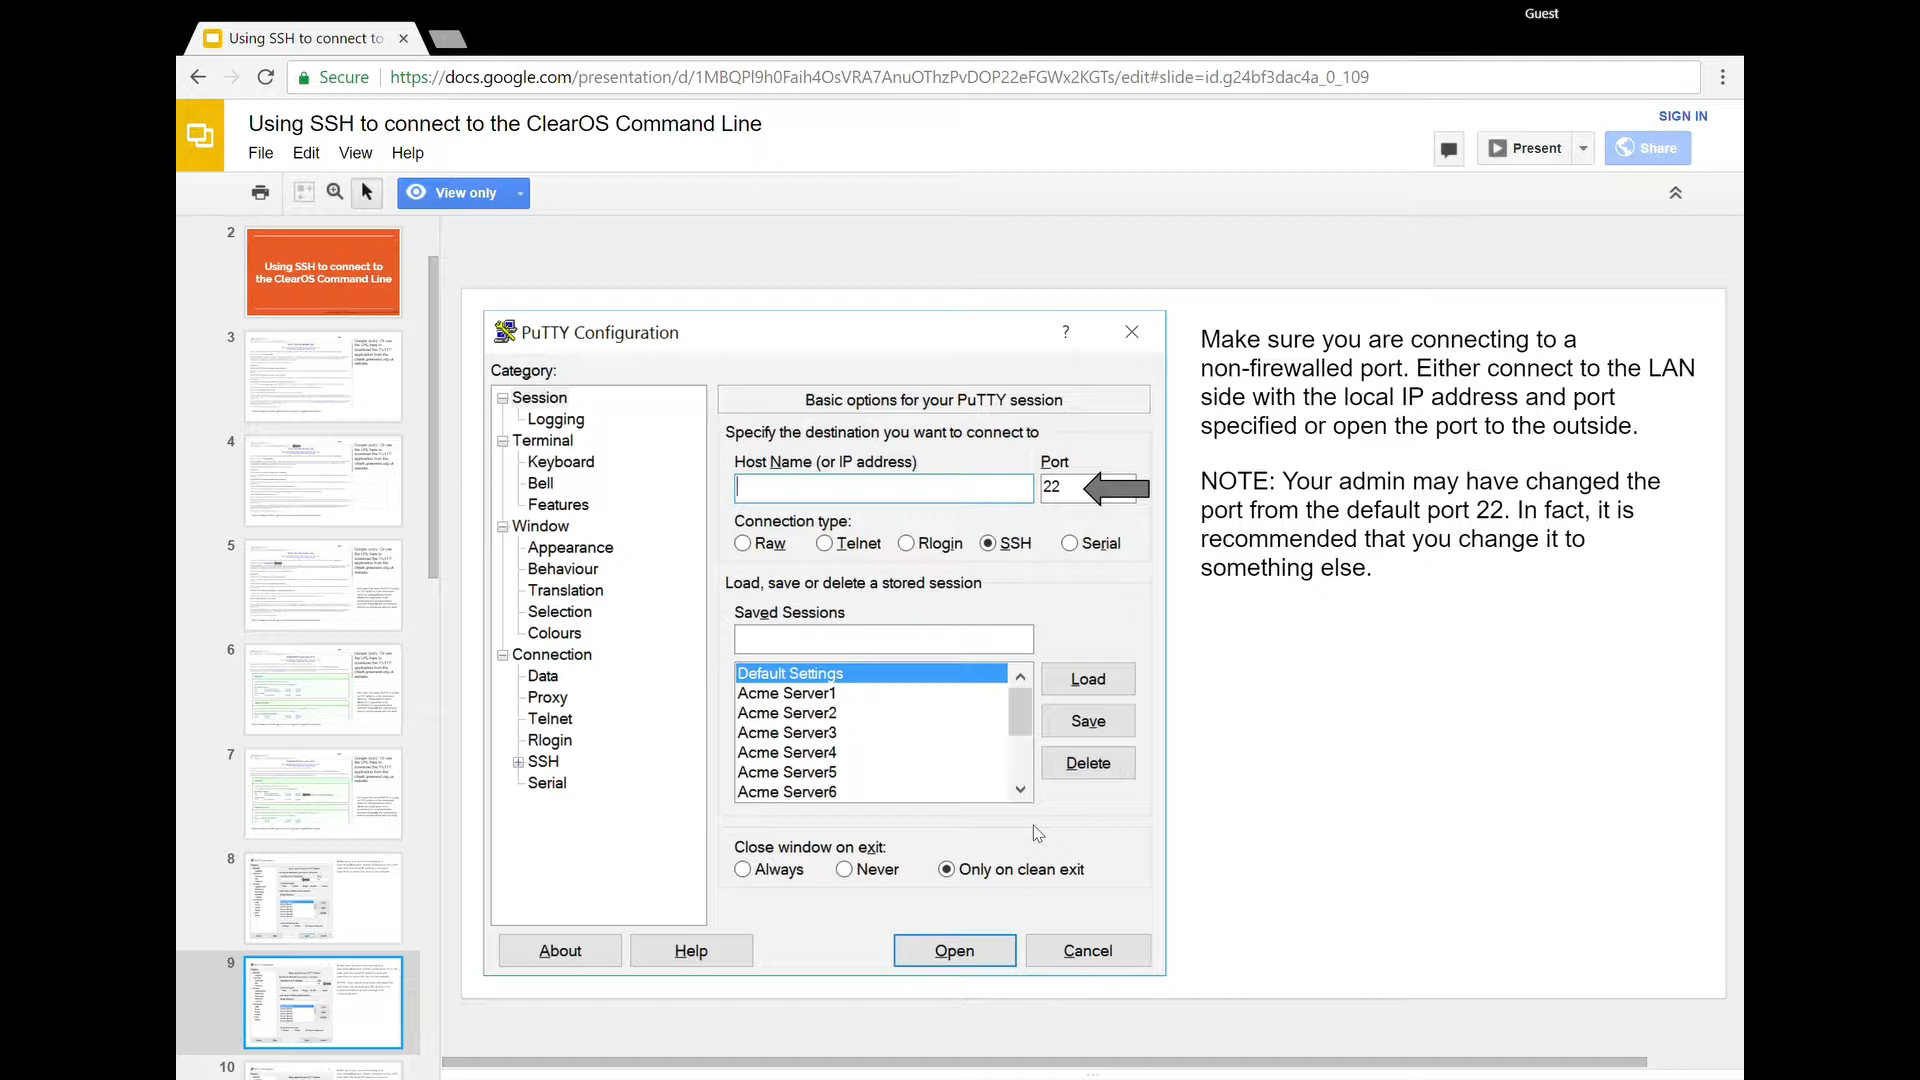 Guest
Using SSH to connect to
Secure
https://docs.google.com/presentation/d/1MBQPl9h0Faih4OsVRA7AnuOThzPvDOP22eFGWx2KGTs/edit#slide=id.g24bf3dac4a_0_109
SIGN IN
Using SSH to connect to the ClearOS Command Line
File Edit View Help
Present
Share
View only
2
Using SSH to connect to
the ClearOS Command Line
3
4
5
6
7
8
9
10
PuTTY Configuration
?
Category:
Session
Logging
Terminal
Keyboard
Bell
Features
Window
Appearance
Behaviour
Translation
Selection
Colours
Connection
Data
Proxy
Telnet
Rlogin
SSH
Serial
Basic options for your PuTTY session
Specify the destination you want to connect to
Host Name (or IP address) Port
22
Connection type:
Raw Telnet Rlogin SSH Serial
Load, save or delete a stored session
Saved Sessions
Default Settings
Acme Server1
Acme Server2
Acme Server3
Acme Server4
Acme Server5
Acme Server6
Load
Save
Delete
Close window on exit:
Always Never Only on clean exit
About Help Open Cancel
Make sure you are connecting to a
non-firewalled port. Either connect to the LAN
side with the local IP address and port
specified or open the port to the outside.
NOTE: Your admin may have changed the
port from the default port 22. In fact, it is
recommended that you change it to
something else.